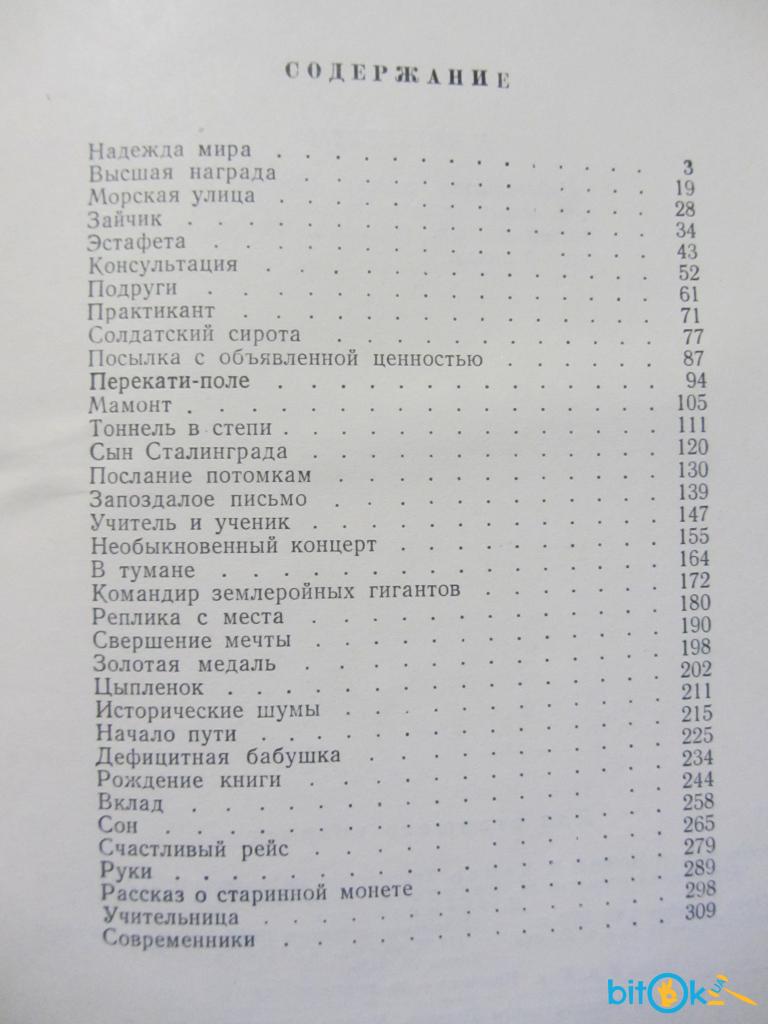 СОДЕРЖАНИЕ
Надежда мира . . . . . . . . . . . . . 3
Высшая награда . . . . . . . . . . . . 19
Морская улица . . . . . . . . . . . . . 28
Зайчик . . . . . . . . . . . . . . . . 34
Эстафета . . . . . . . . . . . . . . . 43
Консультация . . . . . . . . . . . . . 52
Подруги . . . . . . . . . . . . . . . 61
Практикант . . . . . . . . . . . . . . 71
Солдатский сирота . . . . . . . . . . . 77
Посылка с объявленной ценностью . . . . . 87
Перекати-поле . . . . . . . . . . . . . 94
Мамонт . . . . . . . . . . . . . . . . 105
Тоннель в степи . . . . . . . . . . . . 111
Сын Сталинграда . . . . . . . . . . . . 120
Послание потомкам . . . . . . . . . . . 130
Запоздалое письмо . . . . . . . . . . . 139
Учитель и ученик . . . . . . . . . . . . 147
Необыкновенный концерт . . . . . . . . . 155
В тумане . . . . . . . . . . . . . . . 164
Командир землеройных гигантов . . . . . . 172
Реплика с места . . . . . . . . . . . . 180
Свершение мечты . . . . . . . . . . . . 190
Золотая медаль . . . . . . . . . . . . 198
Цыпленок . . . . . . . . . . . . . . . 202
Исторические шумы . . . . . . . . . . . 211
Начало пути . . . . . . . . . . . . . . 215
Дефицитная бабушка . . . . . . . . . . . 225
Рождение книги . . . . . . . . . . . . 234
Вклад . . . . . . . . . . . . . . . . 244
Сон . . . . . . . . . . . . . . . . . 258
Счастливый рейс . . . . . . . . . . . . 265
Руки . . . . . . . . . . . . . . . . . 279
Рассказ о старинной монете . . . . . . . 289
Учительница . . . . . . . . . . . . . . 298
Современники . . . . . . . . . . . . . 309
bitOk.UA